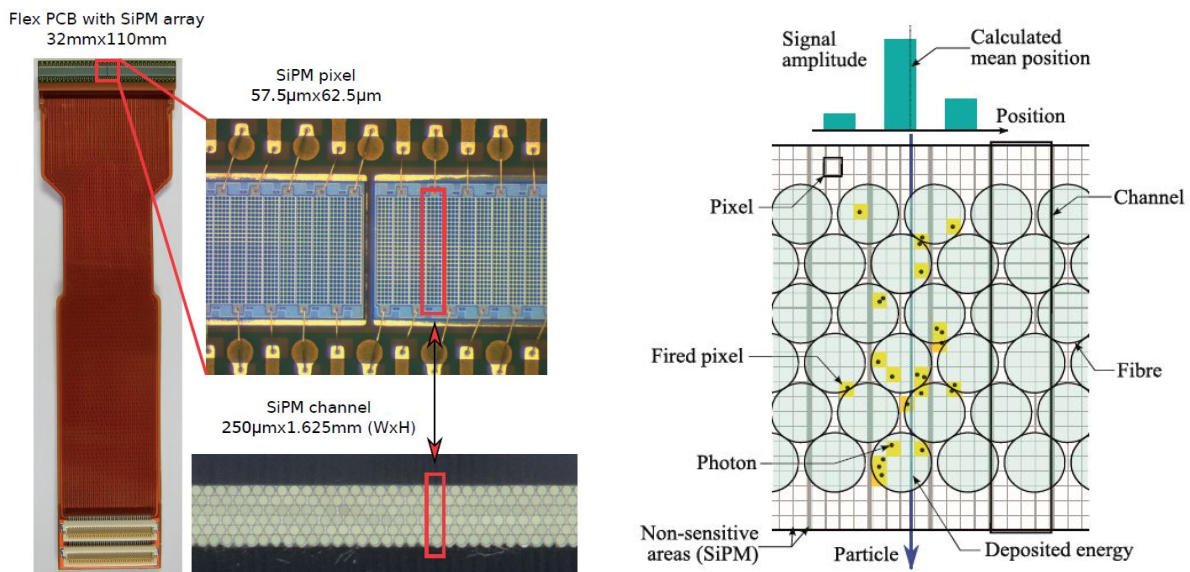 Flex PCB with SiPM array
32mmx110mm
SiPM pixel
57.5µmx62.5µm
SiPM channel
250µmx1.625mm (WxH)
Signal
amplitude
Calculated
mean position
Position
Pixel
Channel
Fired pixel
Fibre
Photon
Non-sensitive
areas (SiPM)
Particle
Deposited energy